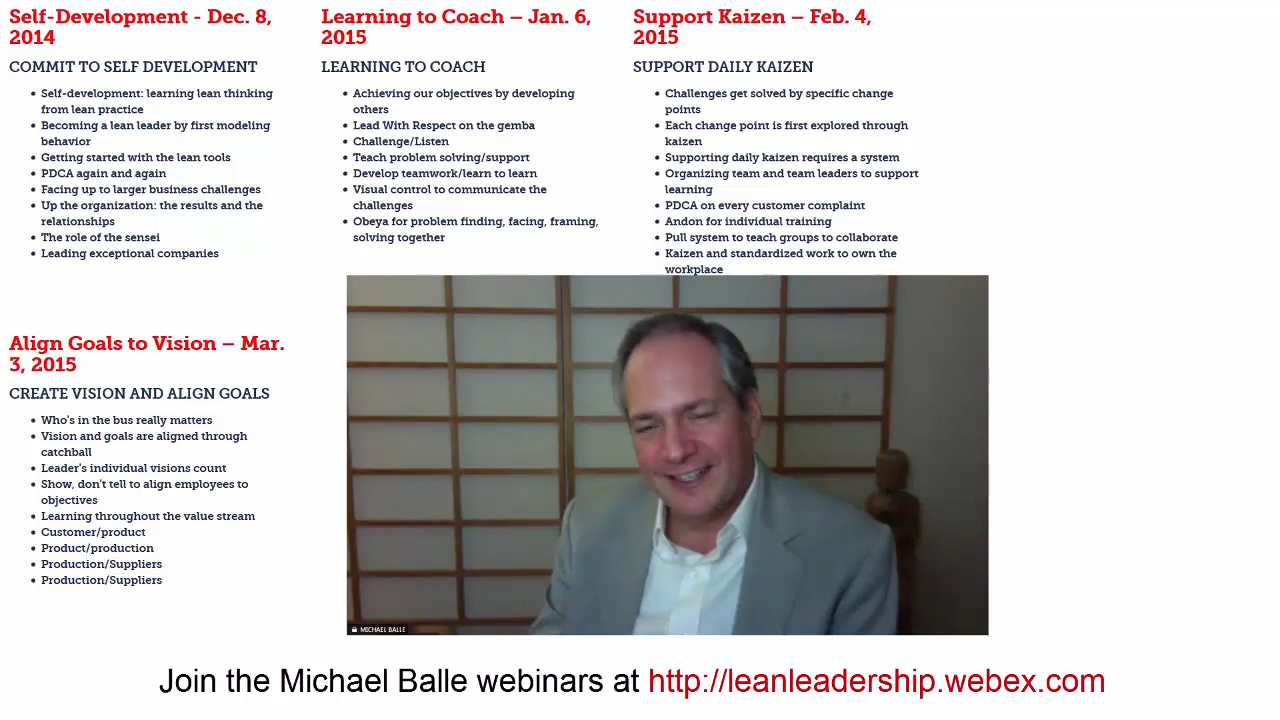 Self-Development - Dec. 8,
2014
COMMIT TO SELF DEVELOPMENT
• Self-development: learning lean thinking
from lean practice
• Becoming a lean leader by first modeling
behavior
• Getting started with the lean tools
• PDCA again and again
• Facing up to larger business challenges
• Up the organization: the results and the
relationships
• The role of the sensei
• Leading exceptional companies
Learning to Coach – Jan. 6,
2015
LEARNING TO COACH
• Achieving our objectives by developing
others
• Lead With Respect on the gemba
• Challenge/Listen
• Teach problem solving/support
• Develop teamwork/learn to learn
• Visual control to communicate the
challenges
• Obeya for problem finding, facing, framing,
solving together
Support Kaizen – Feb. 4,
2015
SUPPORT DAILY KAIZEN
• Challenges get solved by specific change
points
• Each change point is first explored through
kaizen
• Supporting daily kaizen requires a system
• Organizing team and team leaders to support
learning
• PDCA on every customer complaint
• Andon for individual training
• Pull system to teach groups to collaborate
• Kaizen and standardized work to own the
workplace
Align Goals to Vision – Mar.
3, 2015
CREATE VISION AND ALIGN GOALS
• Who's in the bus really matters
• Vision and goals are aligned through
catchball
• Leader's individual visions count
• Show, don't tell to align employees to
objectives
• Learning throughout the value stream
• Customer/product
• Product/production
• Production/Suppliers
• Production/Suppliers
MICHAEL BALLE
Join the Michael Balle webinars at http://leanleadership.webex.com